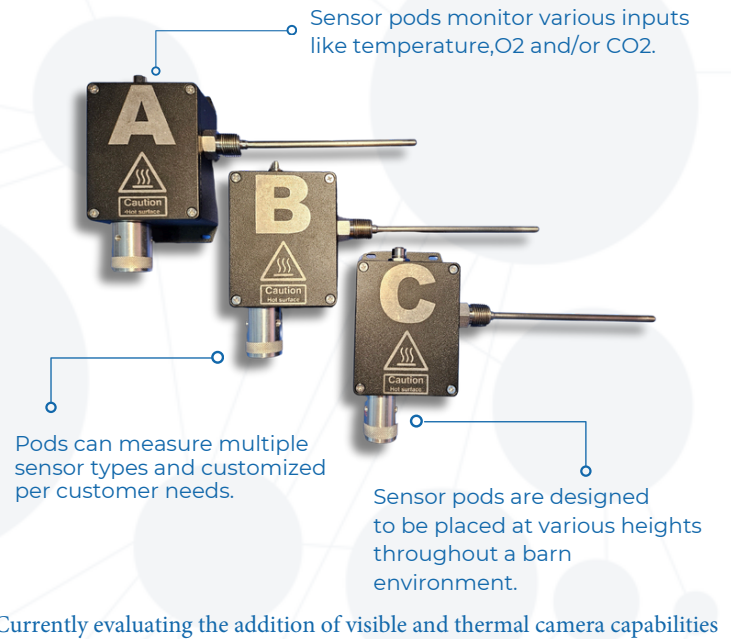 Sensor pods monitor various inputs
like temperature,O2 and/or CO2.
A
Caution
Hot surface
B
Caution
Hot surface
C
Caution
Hot surface
Pods can measure multiple
sensor types and customized
per customer needs.
Sensor pods are designed
to be placed at various heights
throughout a barn
environment.
Currently evaluating the addition of visible and thermal camera capabilities